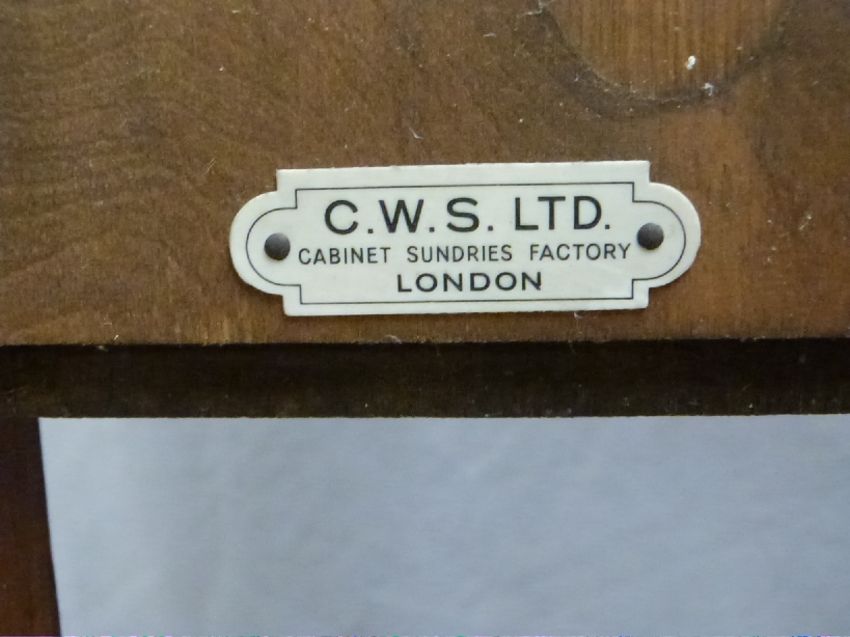 C.W.S. LTD.
CABINET SUNDRIES FACTORY
LONDON